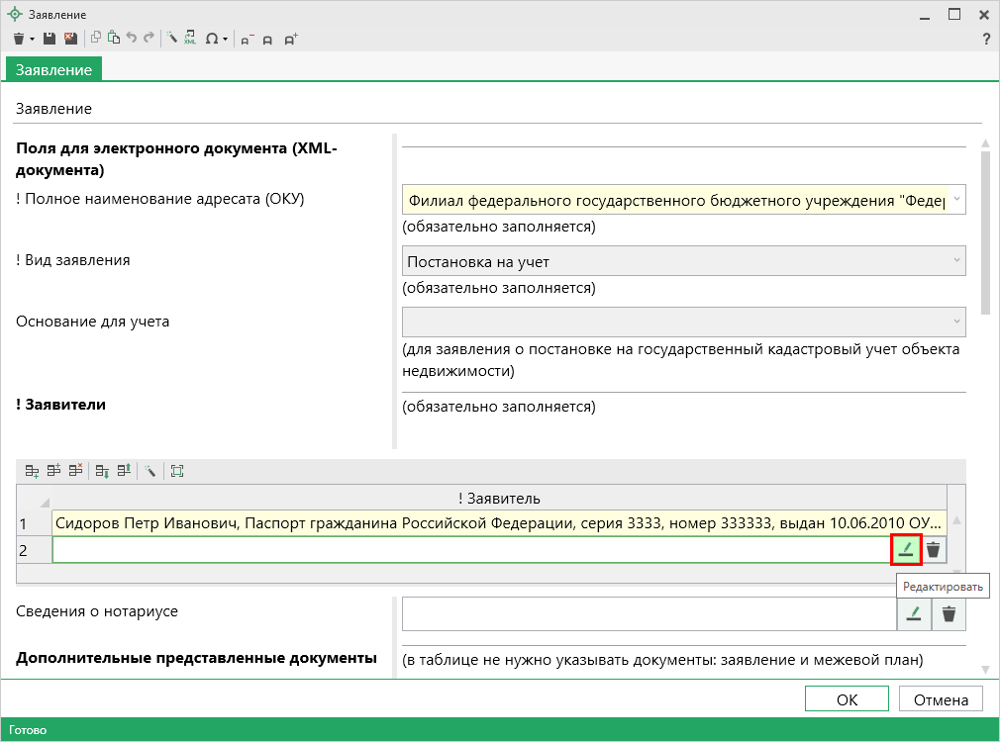 Заявление
?
Заявление
Заявление
Поля для электронного документа (XML-
документа)
! Полное наименование адресата (ОКУ)
Филиал федерального государственного бюджетного учреждения "Федер
(обязательно заполняется)
! Вид заявления
Постановка на учет
(обязательно заполняется)
Основание для учета
(для заявления о постановке на государственный кадастровый учет объекта
недвижимости)
! Заявители
(обязательно заполняется)
! Заявитель
1 Сидоров Петр Иванович, Паспорт гражданина Российской Федерации, серия 3333, номер 333333, выдан 10.06.2010 ОУ...
2
Редактировать
Сведения о нотариусе
Дополнительные представленные документы
(в таблице не нужно указывать документы: заявление и межевой план)
ОК
Отмена
Готово